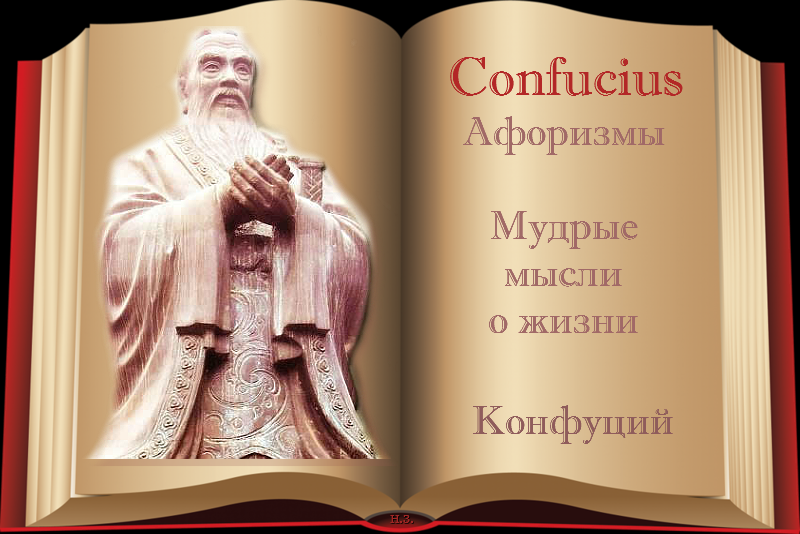 Confucius
Афоризмы
Мудрые
мысли
о жизни
Конфуций
Н.З.